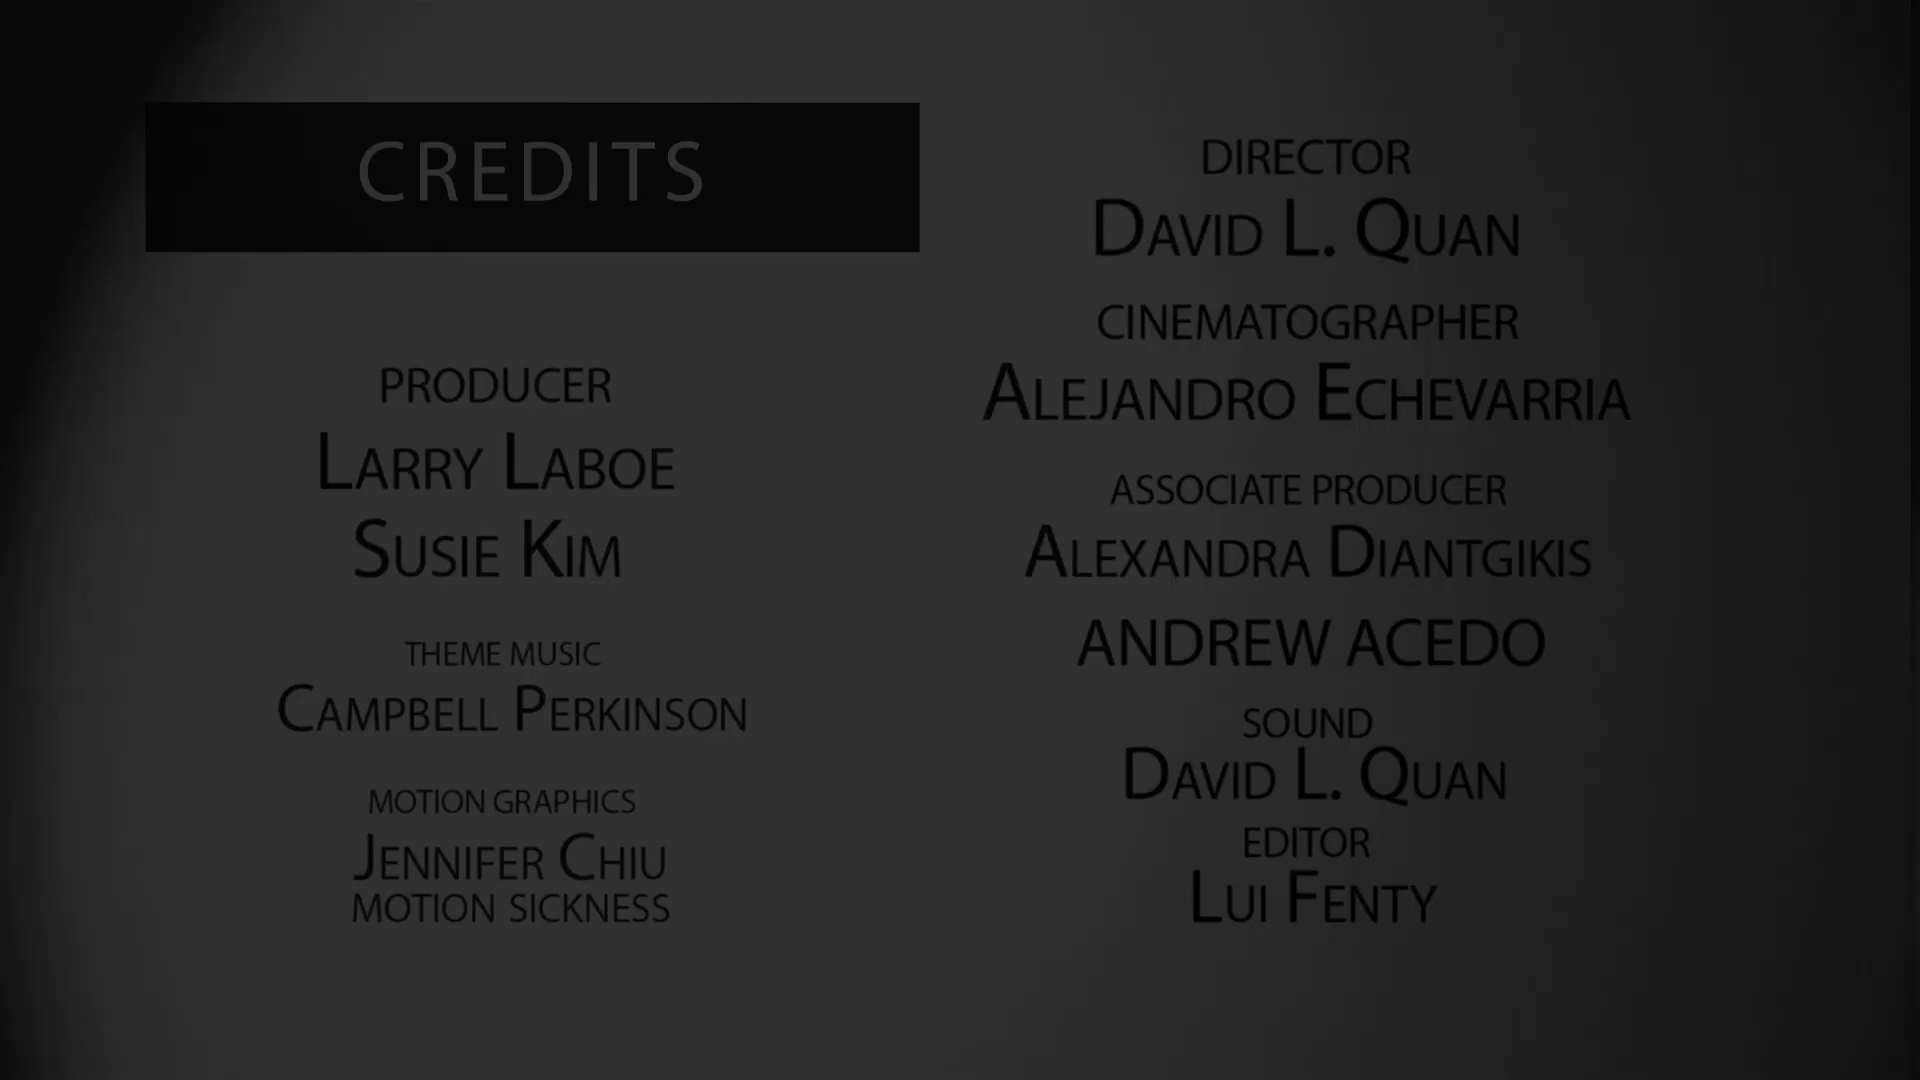 CREDITS
PRODUCER
LARRY LABOE
SUSIE KIM
THEME MUSIC
CAMPBELL PERKINSON
MOTION GRAPHICS
JENNIFER CHIU
MOTION SICKNESS
DIRECTOR
DAVID L. QUAN
CINEMATOGRAPHER
ALEJANDRO ECHEVARRIA
ASSOCIATE PRODUCER
ALEXANDRA DIANTGIKIS
ANDREW ACEDO
SOUND
DAVID L. QUAN
EDITOR
LUI FENTY